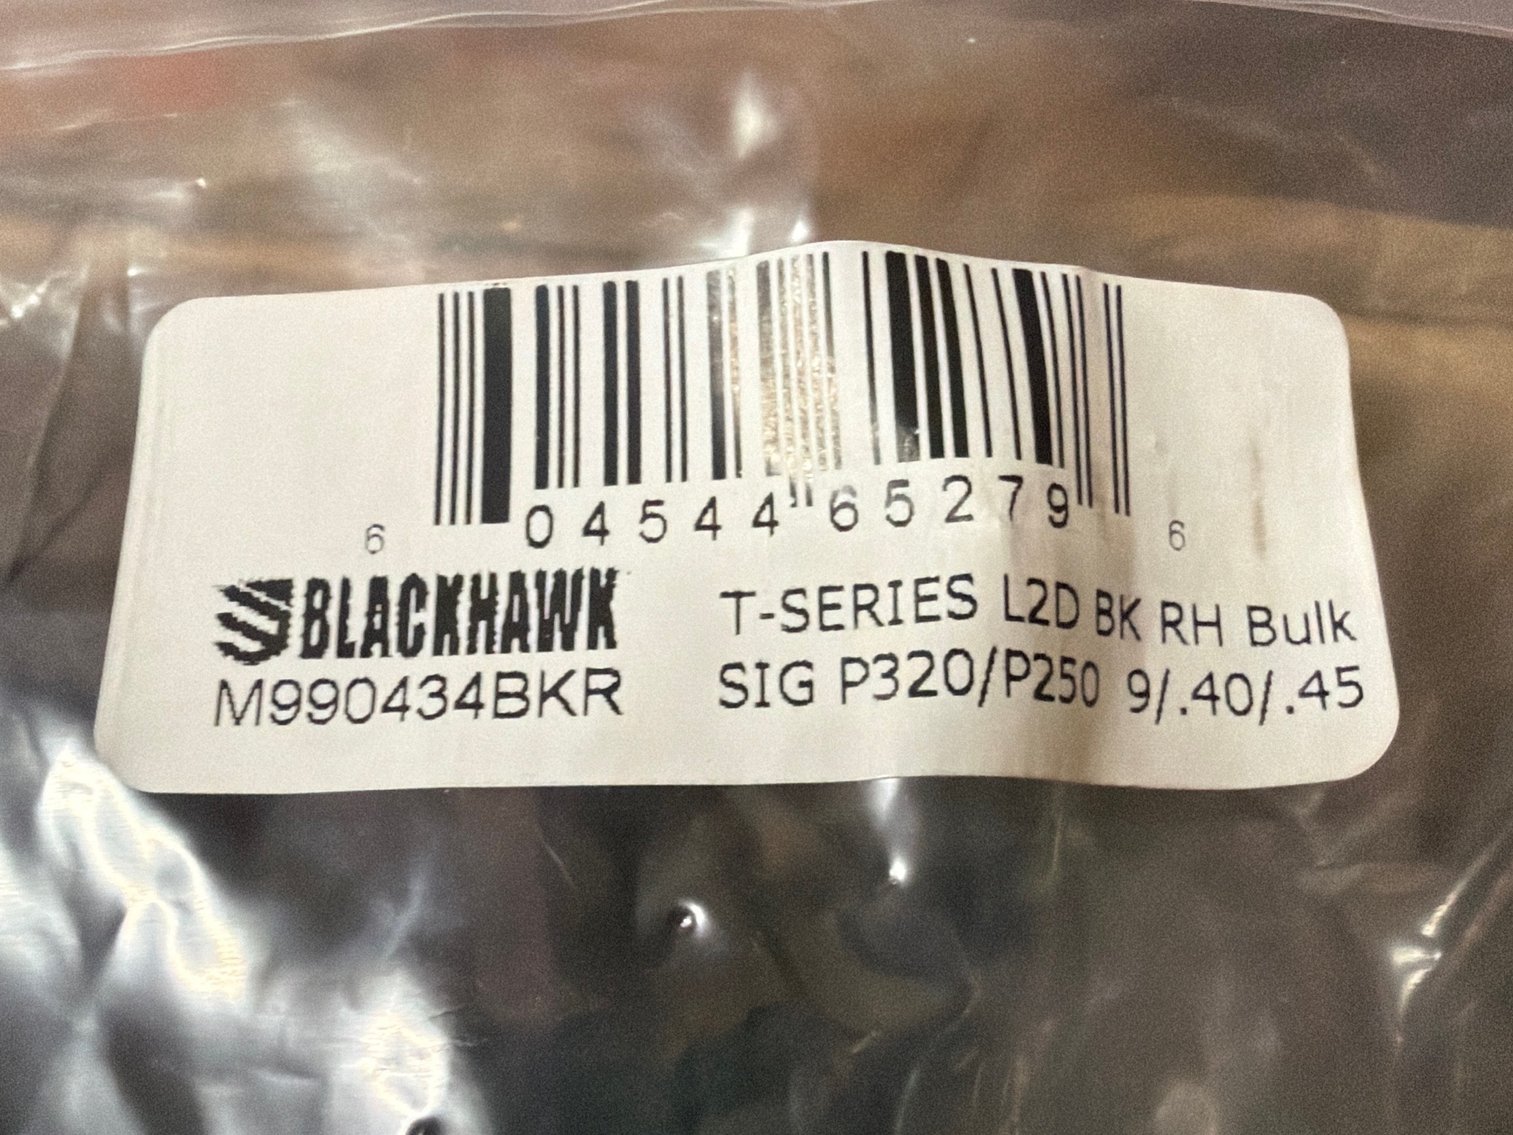 6 04544 65279 6
BLACKHAWK
M990434BKR
T-SERIES L2D BK RH Bulk
SIG P320/P250 9/.40/.45